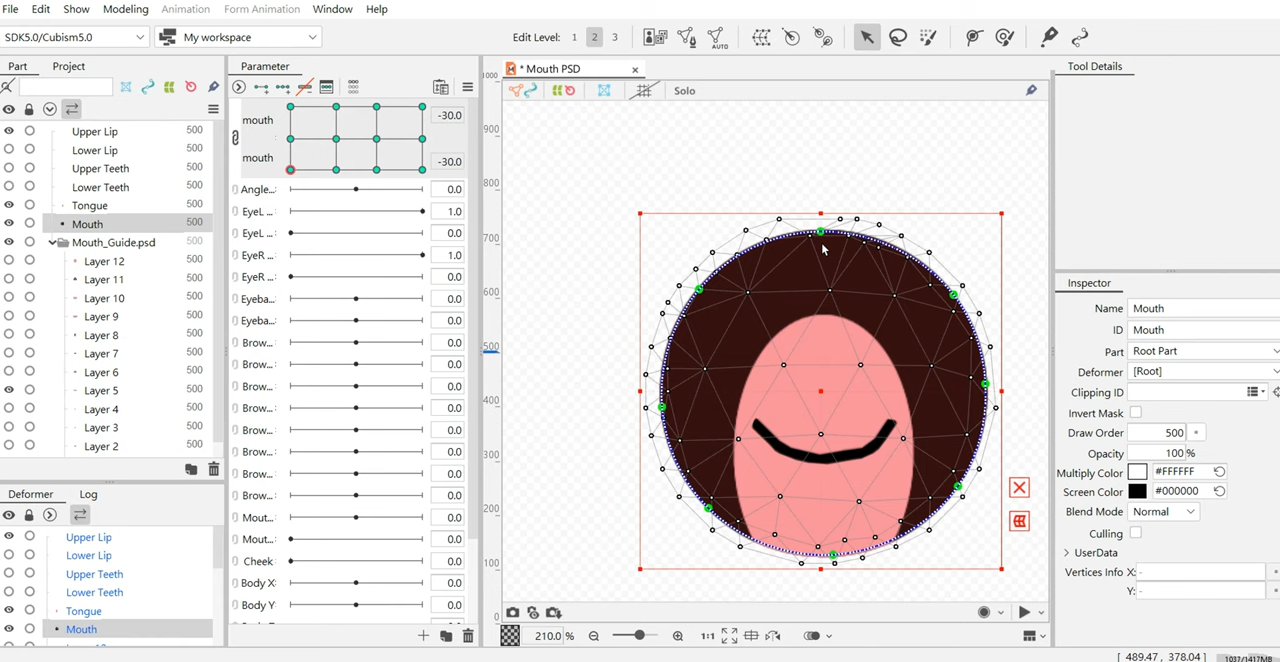 File Edit Show Modeling Animation Form Animation Window Help
SDK5.0/Cubism5.0 My workspace Edit Level: 1 2 3 AUTO
Part Project
Upper Lip 500
Lower Lip 500
Upper Teeth 500
Lower Teeth 500
Tongue 500
Mouth 500
Mouth_Guide.psd 500
Layer 12 500
Layer 11 500
Layer 10 500
Layer 9 500
Layer 8 500
Layer 7 500
Layer 6 500
Layer 5 500
Layer 4 500
Layer 3 500
Layer 2 500
Deformer Log
Upper Lip
Lower Lip
Upper Teeth
Lower Teeth
Tongue
Mouth
Parameter
mouth -30.0
mouth -30.0
Angle... 0.0
EyeL ... 1.0
EyeL ... 0.0
EyeR ... 1.0
EyeR ... 0.0
Eyeba... 0.0
Eyeba... 0.0
Brow... 0.0
Brow... 0.0
Brow... 0.0
Brow... 0.0
Brow... 0.0
Brow... 0.0
Brow... 0.0
Brow... 0.0
Mout... 0.0
Mout... 0.0
Cheek 0.0
Body X: 0.0
Body Y: 0.0
* Mouth PSD
Solo
1000
900
800
700
600
500
400
300
200
100
0
210.0 % 1:1
Tool Details
Inspector
Name Mouth
ID Mouth
Part Root Part
Deformer [Root]
Clipping ID
Invert Mask
Draw Order 500
Opacity 100 %
Multiply Color #FFFFFF
Screen Color #000000
Blend Mode Normal
Culling
UserData
Vertices Info X: -
Y: -
[ 489.47, 378.04 ] 1037/1417MB